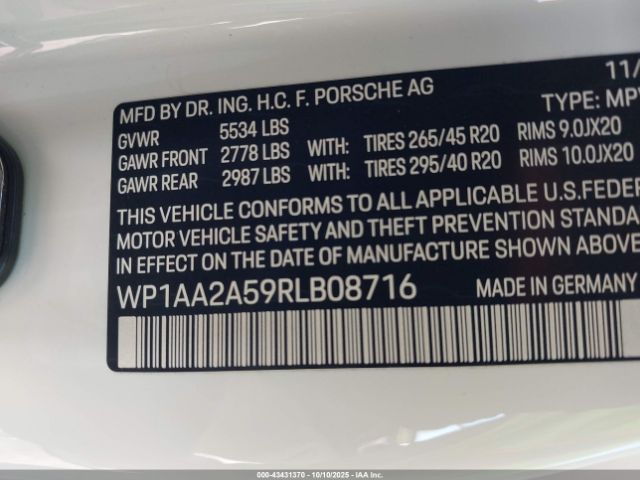 MFD BY DR. ING. H.C. F. PORSCHE AG 11/
GVWR 5534 LBS TYPE: MP
GAWR FRONT 2778 LBS WITH: TIRES 265/45 R20 RIMS 9.0JX20
GAWR REAR 2987 LBS WITH: TIRES 295/40 R20 RIMS 10.0JX20
THIS VEHICLE CONFORMS TO ALL APPLICABLE U.S.FEDER
MOTOR VEHICLE SAFETY AND THEFT PREVENTION STANDA
IN EFFECT ON THE DATE OF MANUFACTURE SHOWN ABOVE
WP1AA2A59RLB08716 MADE IN GERMANY
000-43431370 - 10/10/2025 - IAA Inc.